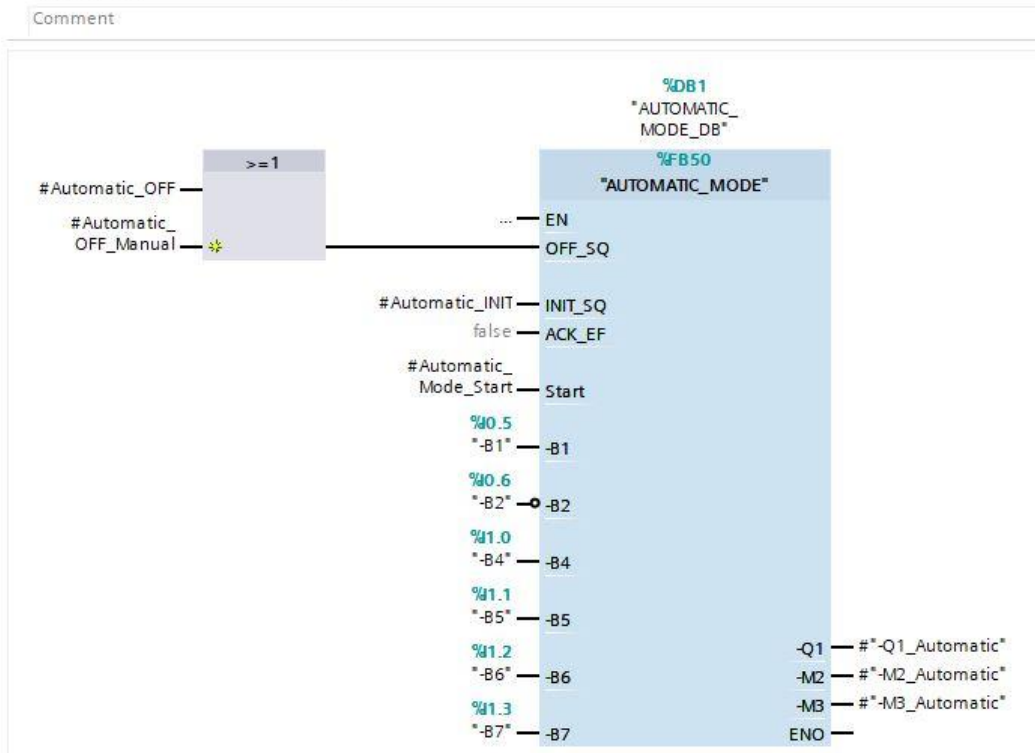 Comment
%DB1
"AUTOMATIC_
MODE_DB"
%FB50
"AUTOMATIC_MODE"
>=1
#Automatic_OFF
#Automatic_
OFF_Manual
... EN
OFF_SQ
#Automatic_INIT INIT_SQ
false ACK_EF
#Automatic_
Mode_Start Start
%I0.5
"-B1" -B1
%I0.6
"-B2" -B2
%I1.0
"-B4" -B4
%I1.1
"-B5" -B5
%I1.2
"-B6" -B6
%I1.3
"-B7" -B7
-Q1 #"-Q1_Automatic"
-M2 #"-M2_Automatic"
-M3 #"-M3_Automatic"
ENO